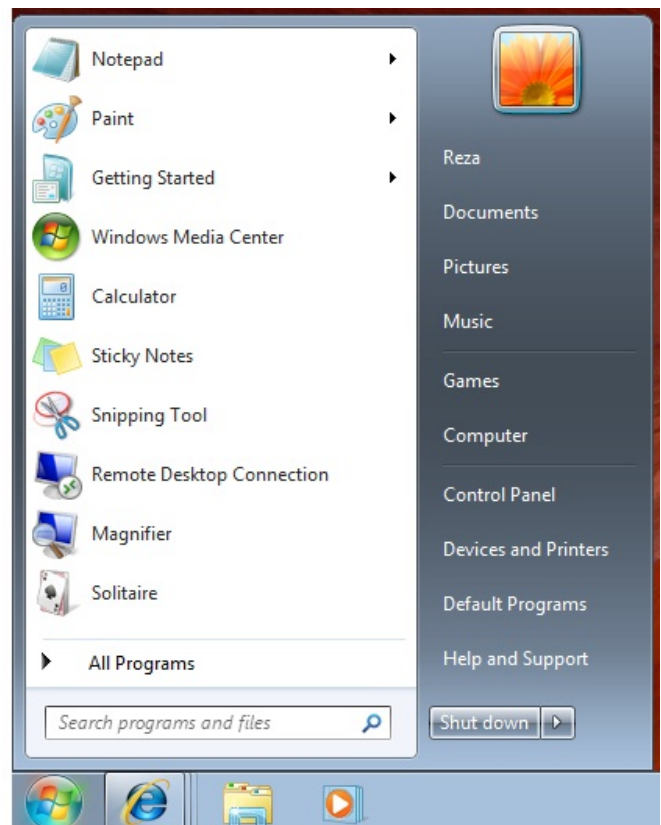 Notepad
Paint
Getting Started
Windows Media Center
Calculator
Sticky Notes
Snipping Tool
Remote Desktop Connection
Magnifier
Solitaire
All Programs
Search programs and files
Reza
Documents
Pictures
Music
Games
Computer
Control Panel
Devices and Printers
Default Programs
Help and Support
Shut down